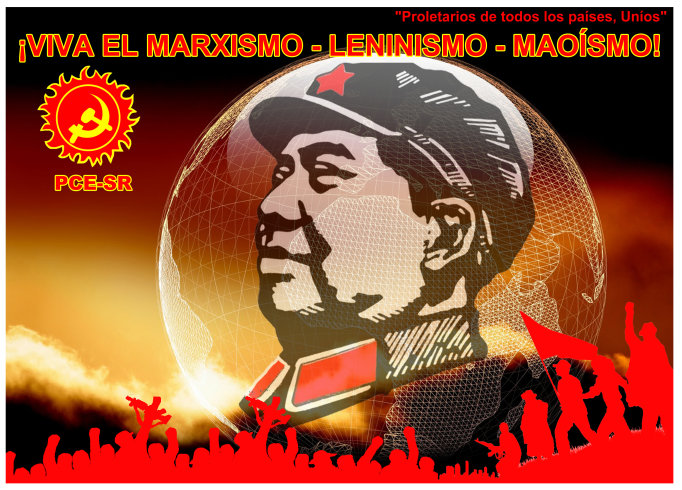 "Proletarios de todos los países, Uníos"
¡VIVA EL MARXISMO - LENINISMO - MAOÍSMO!
PCE-SR